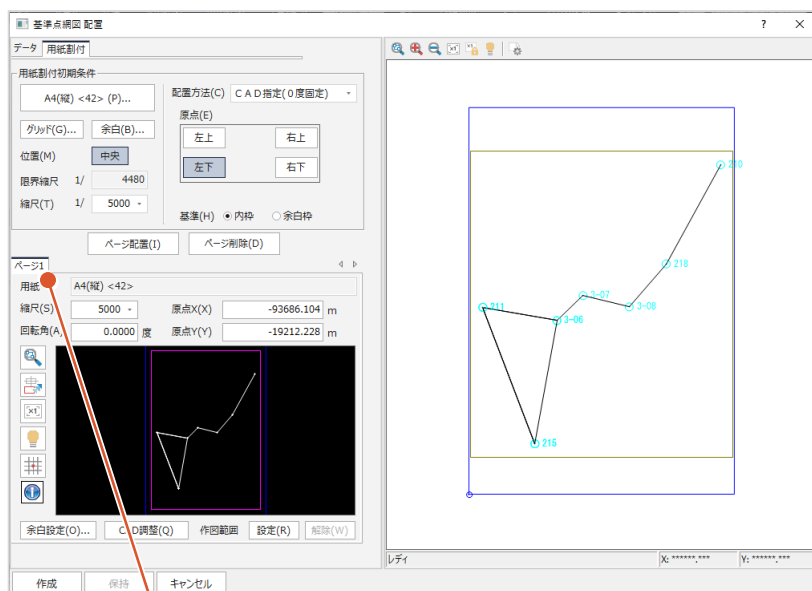 基準点網図 配置
? ×
データ 用紙割付
用紙割付初期条件
A4(縦) <42> (P)...
配置方法(C) CAD指定(0度固定)
原点(E)
グリッド(G)... 余白(B)...
左上 右上
位置(M) 中央
左下 右下
限界縮尺 1/ 4480
縮尺(T) 1/ 5000
基準(H) 内枠 余白枠
ページ配置(I) ページ削除(D)
ページ1
用紙 A4(縦) <42>
縮尺(S) 5000 原点X(X) -93686.104 m
回転角(A) 0.0000 度 原点Y(Y) -19212.228 m
余白設定(O)... CAD調整(Q) 作図範囲 設定(R) 解除(W)
作成 保持 キャンセル
210
218
3-07
211
3-08
3-06
215
レディ X: ******.*** Y: ******.***